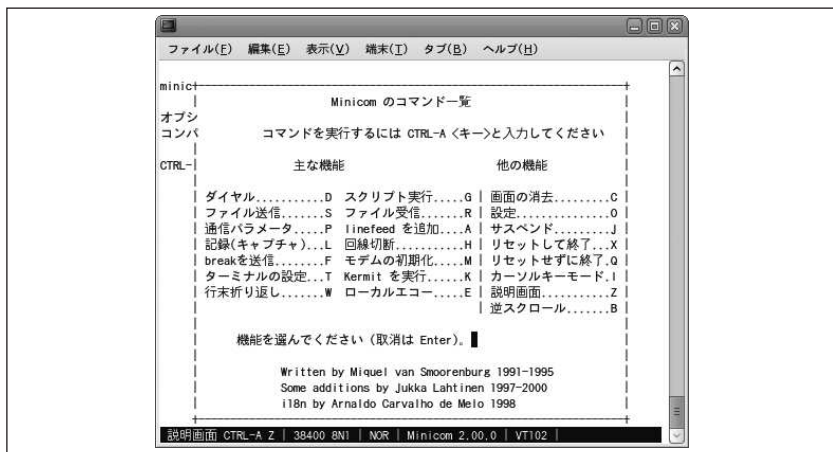 ファイル(F) 編集(E) 表示(V) 端末(T) タブ(B) ヘルプ(H)
minic
Minicom のコマンド一覧
オプシ
コンパ コマンドを実行するには CTRL-A <キー>と入力してください
CTRL- 主な機能 他の機能
ダイヤル...........D スクリプト実行.....G | 画面の消去.........C
ファイル送信.......S ファイル受信.......R | 設定...............O
通信パラメータ.....P linefeed を追加....A | サスペンド.........J
記録(キャプチャ)...L 回線切断...........H | リセットして終了...X
breakを送信........F モデムの初期化.....M | リセットせずに終了.Q
ターミナルの設定...T Kermit を実行......K | カーソルキーモード.I
行末折り返し.......W ローカルエコー.....E | 説明画面...........Z
| 逆スクロール.......B
機能を選んでください (取消は Enter)。
Written by Miquel van Smoorenburg 1991-1995
Some additions by Jukka Lahtinen 1997-2000
i18n by Arnaldo Carvalho de Melo 1998
説明画面 CTRL-A Z | 38400 8N1 | NOR | Minicom 2.00.0 | VT102 |